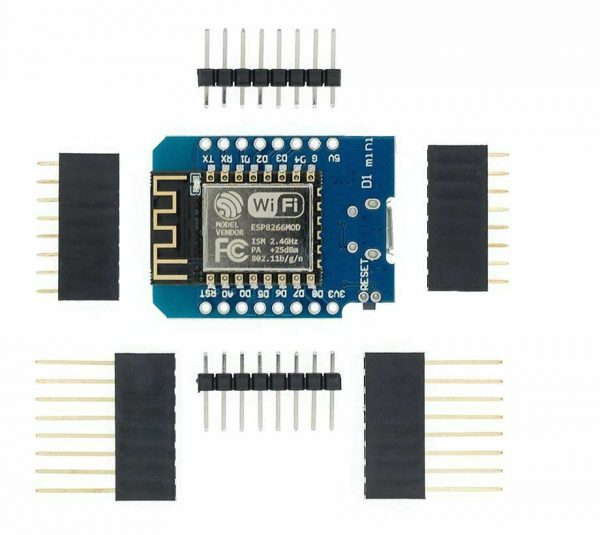 TX RX D1 D2 D3 D4 G 5V
D1 mini
WiFi
MODEL
VENDOR
ESP8266MOD
ISM 2.4GHz
PA +25dBm
802.11b/g/n
FC
RESET
RST A0 D0 D5 D6 D7 D8 3V3